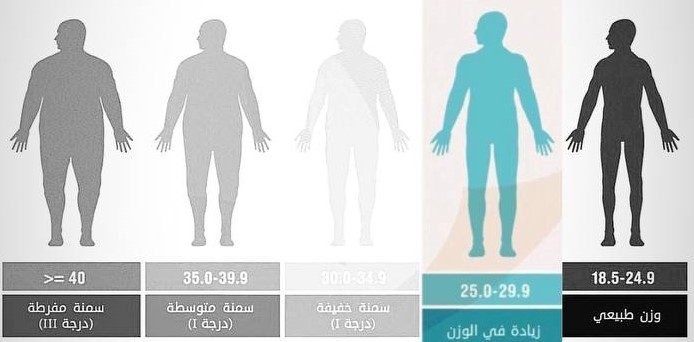 18.5-24.9
وزن طبيعي
25.0-29.9
زيادة في الوزن
30.0-34.9
سمنة خفيفة
(درجة I)
35.0-39.9
سمنة متوسطة
(درجة I)
>= 40
سمنة مفرطة
(درجة III)